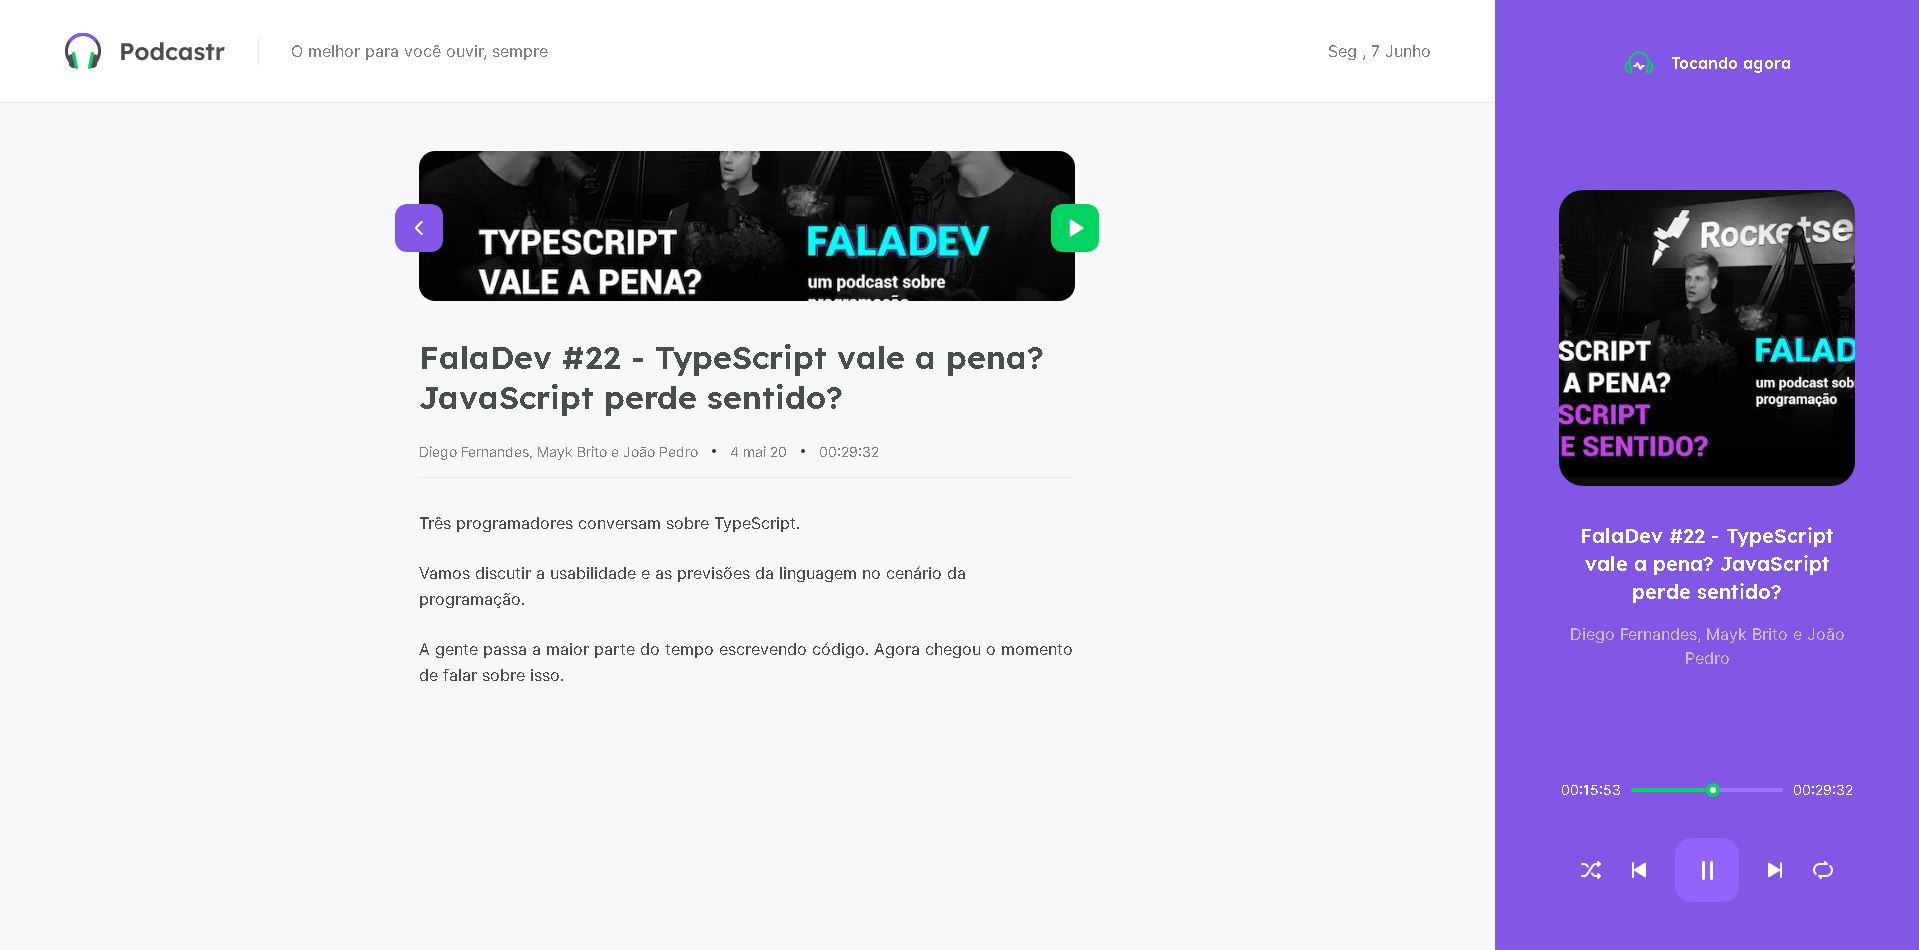 Podcastr
O melhor para você ouvir, sempre
Seg , 7 Junho
TYPESCRIPT
VALE A PENA?
FALADEV
um podcast sobre
programação
FalaDev #22 - TypeScript vale a pena?
JavaScript perde sentido?
Diego Fernandes, Mayk Brito e João Pedro • 4 mai 20 • 00:29:32
Três programadores conversam sobre TypeScript.
Vamos discutir a usabilidade e as previsões da linguagem no cenário da
programação.
A gente passa a maior parte do tempo escrevendo código. Agora chegou o momento
de falar sobre isso.
Tocando agora
Rocketse
SCRIPT
A PENA?
SCRIPT
E SENTIDO?
FALAD
um podcast sob
programação
FalaDev #22 - TypeScript
vale a pena? JavaScript
perde sentido?
Diego Fernandes, Mayk Brito e João
Pedro
00:15:53
00:29:32